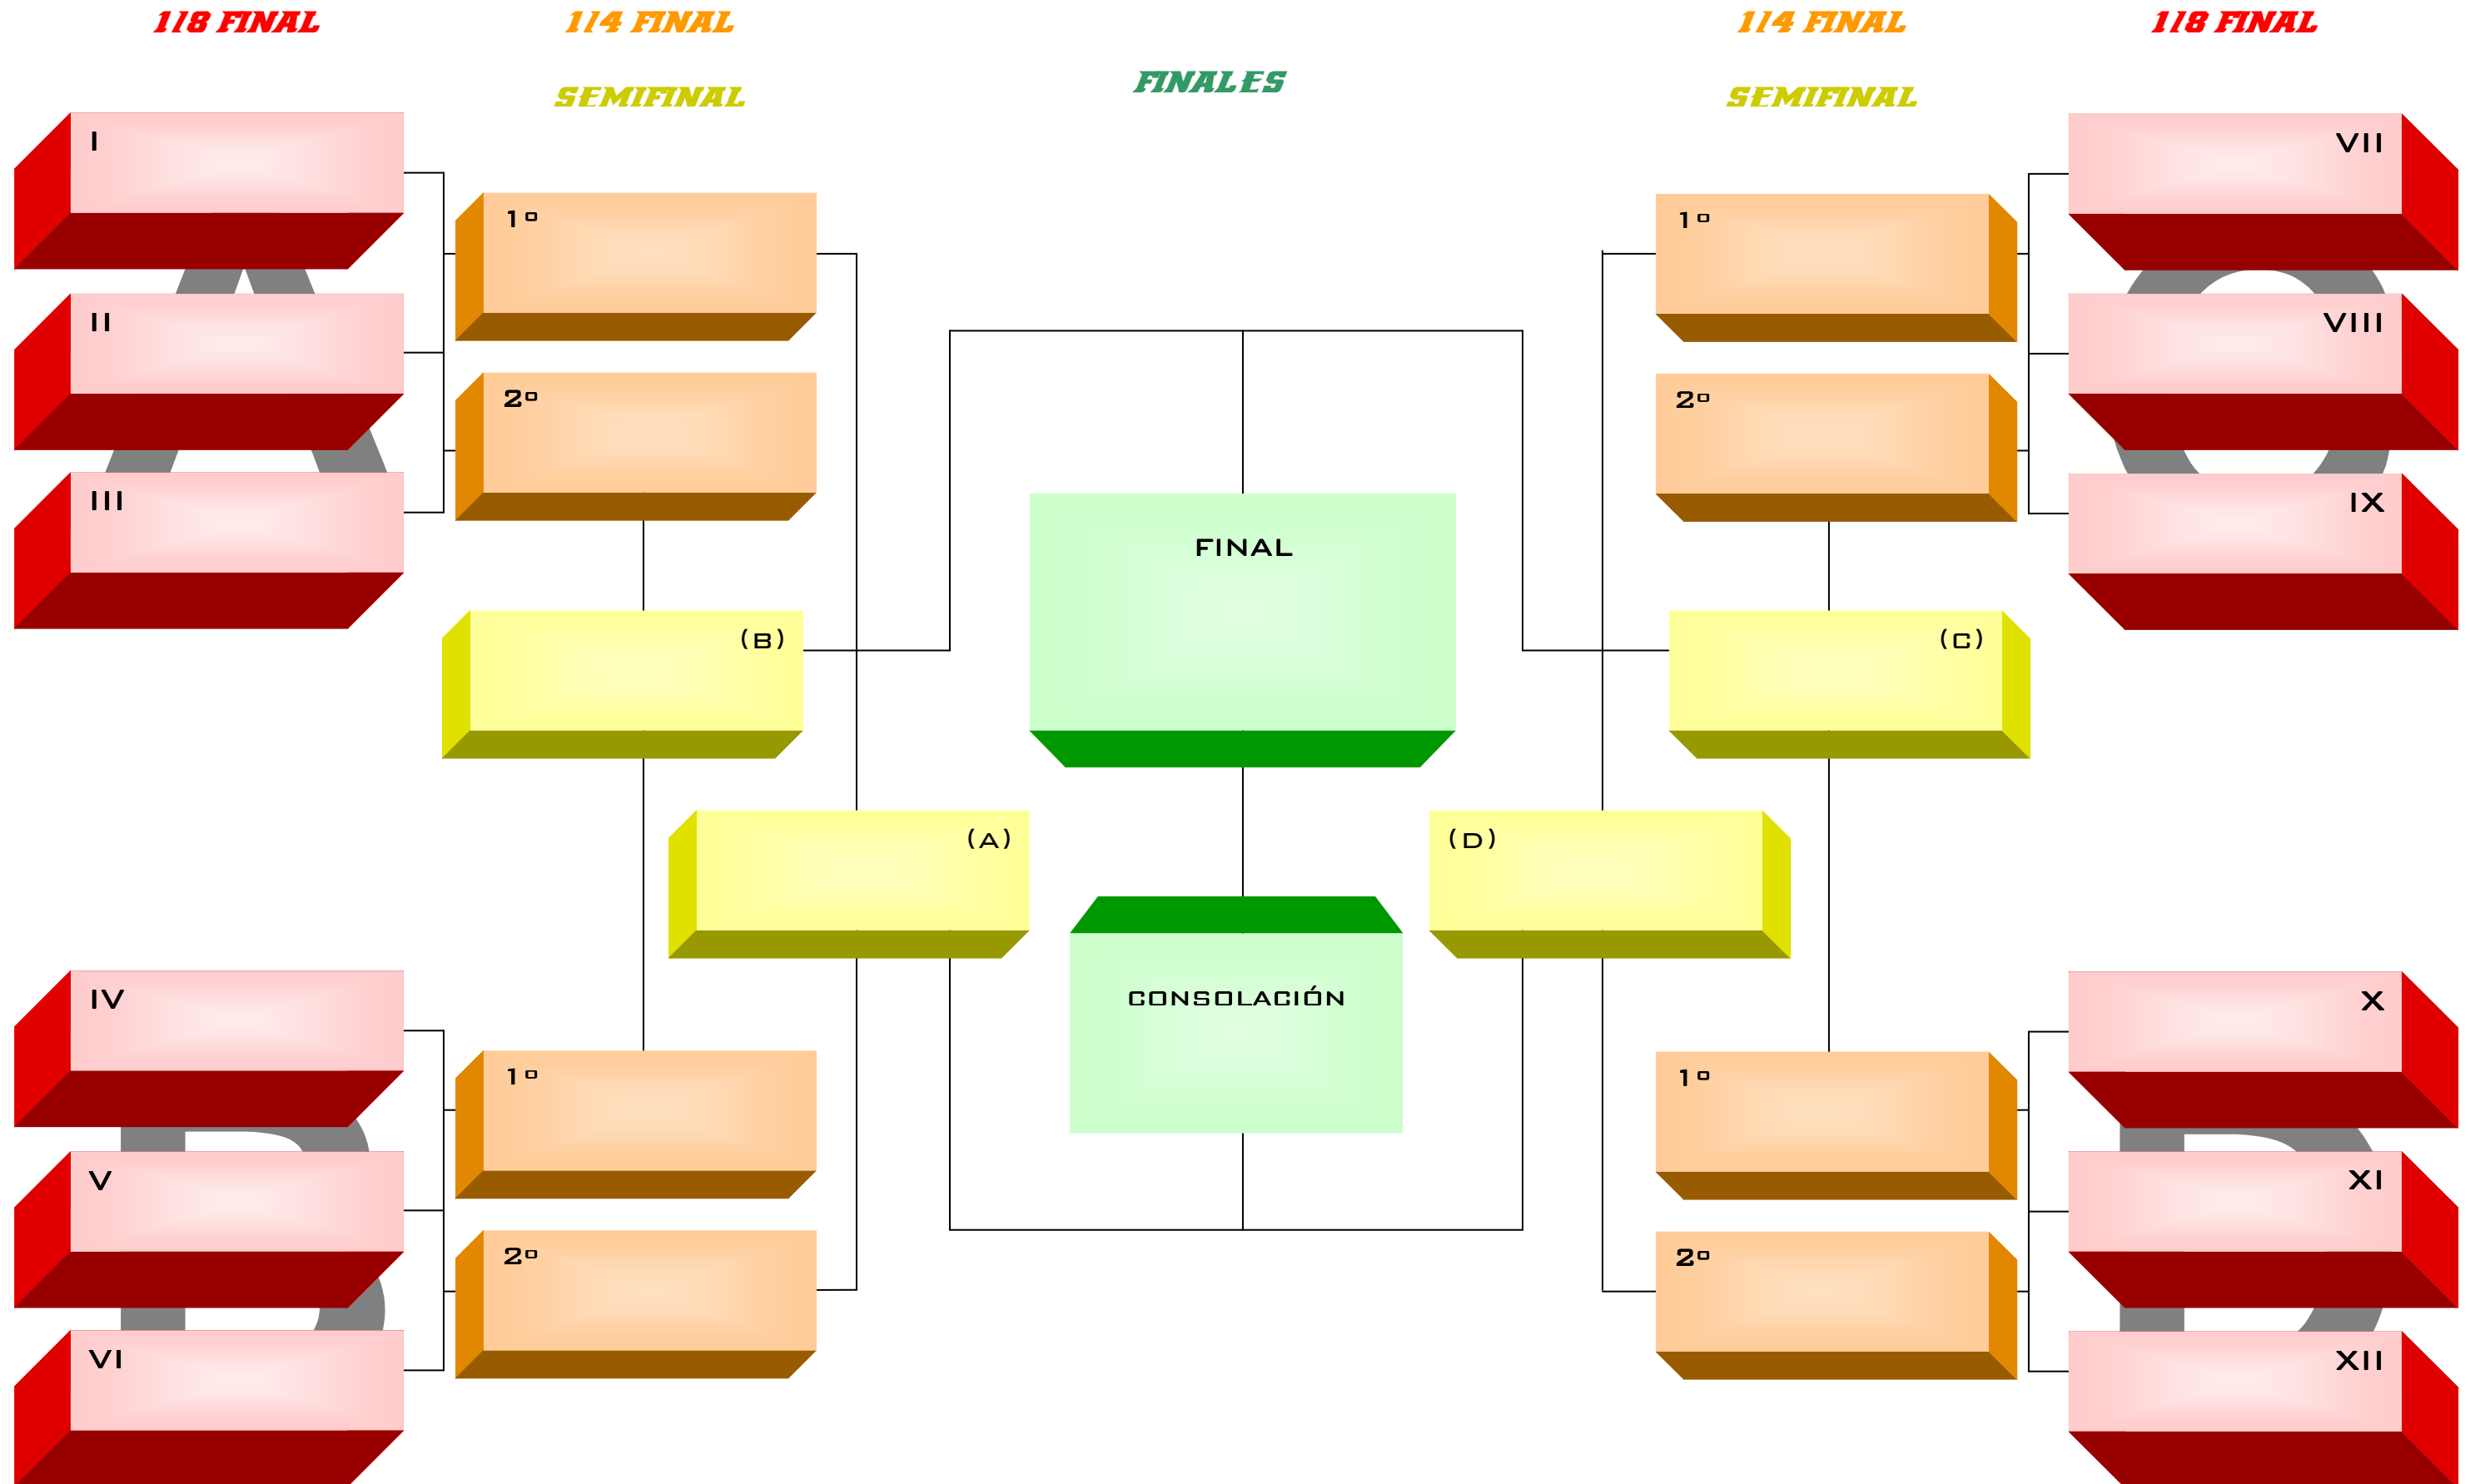 1/8 FINAL
1/4 FINAL
1/4 FINAL
1/8 FINAL
SEMIFINAL
FINALES
SEMIFINAL
I
VII
1º
1º
II
VIII
2º
2º
III
IX
FINAL
(B)
(C)
(A)
(D)
IV
CONSOLACIÓN
X
1º
1º
V
XI
2º
2º
VI
XII